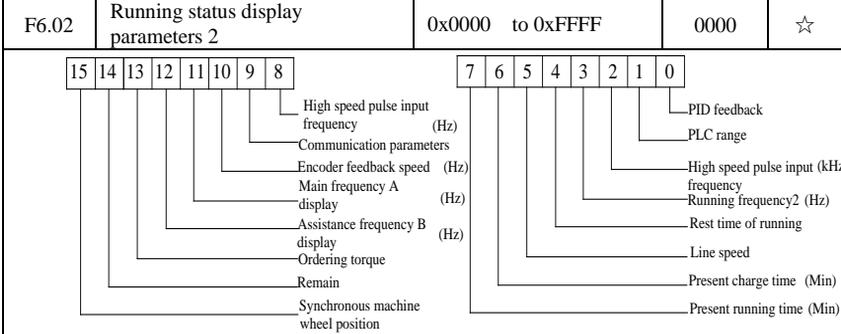 F6.02 Running status display parameters 2 0x0000 to 0xFFFF 0000 ☆
15 14 13 12 11 10 9 8
High speed pulse input
frequency (Hz)
Communication parameters
Encoder feedback speed (Hz)
Main frequency A
display (Hz)
Assistance frequency B
display (Hz)
Ordering torque
Remain
Synchronous machine
wheel position
7 6 5 4 3 2 1 0
PID feedback
PLC range
High speed pulse input (kHz
frequency
Running frequency2 (Hz)
Rest time of running
Line speed
Present charge time (Min)
Present running time (Min)